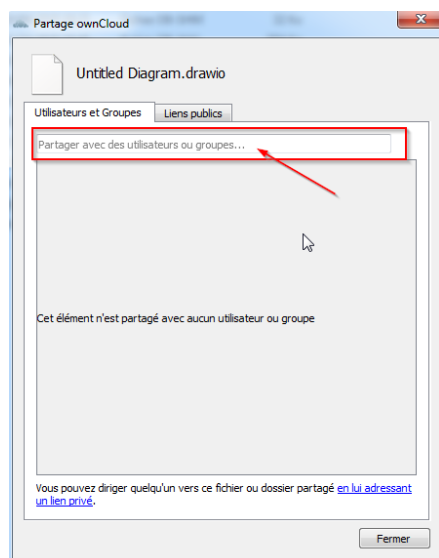 Partage ownCloud
Untitled Diagram.drawio
Utilisateurs et Groupes
Liens publics
Partager avec des utilisateurs ou groupes...
Cet élément n'est partagé avec aucun utilisateur ou groupe
Vous pouvez diriger quelqu'un vers ce fichier ou dossier partagé en lui adressant
un lien privé.
Fermer